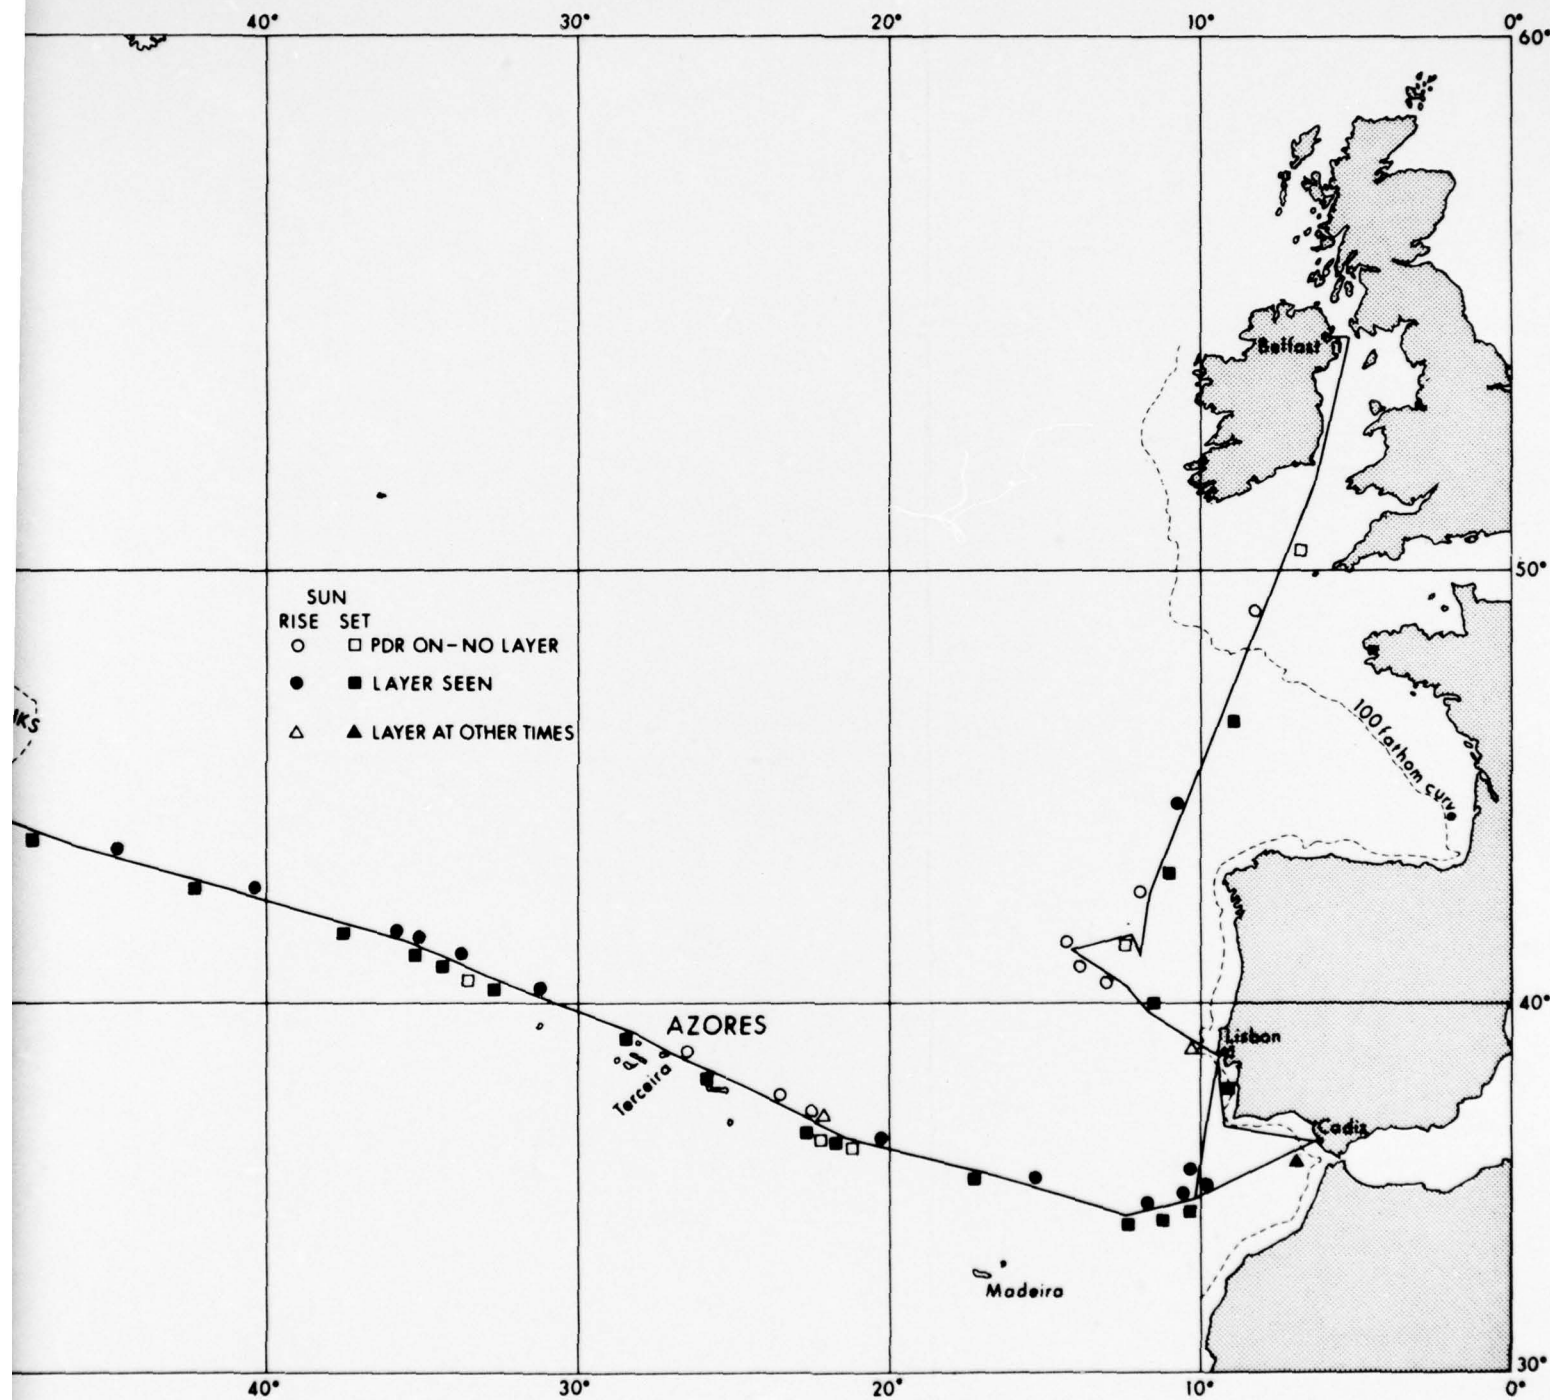 40° 30° 20° 10° 0°
60°
Belfast
50°
SUN
RISE SET
PDR ON-NO LAYER
LAYER SEEN
LAYER AT OTHER TIMES
100 fathom curve
40°
AZORES
Lisbon
Terceira
Cadiz
Madeira
30°
40° 30° 20° 10° 0°